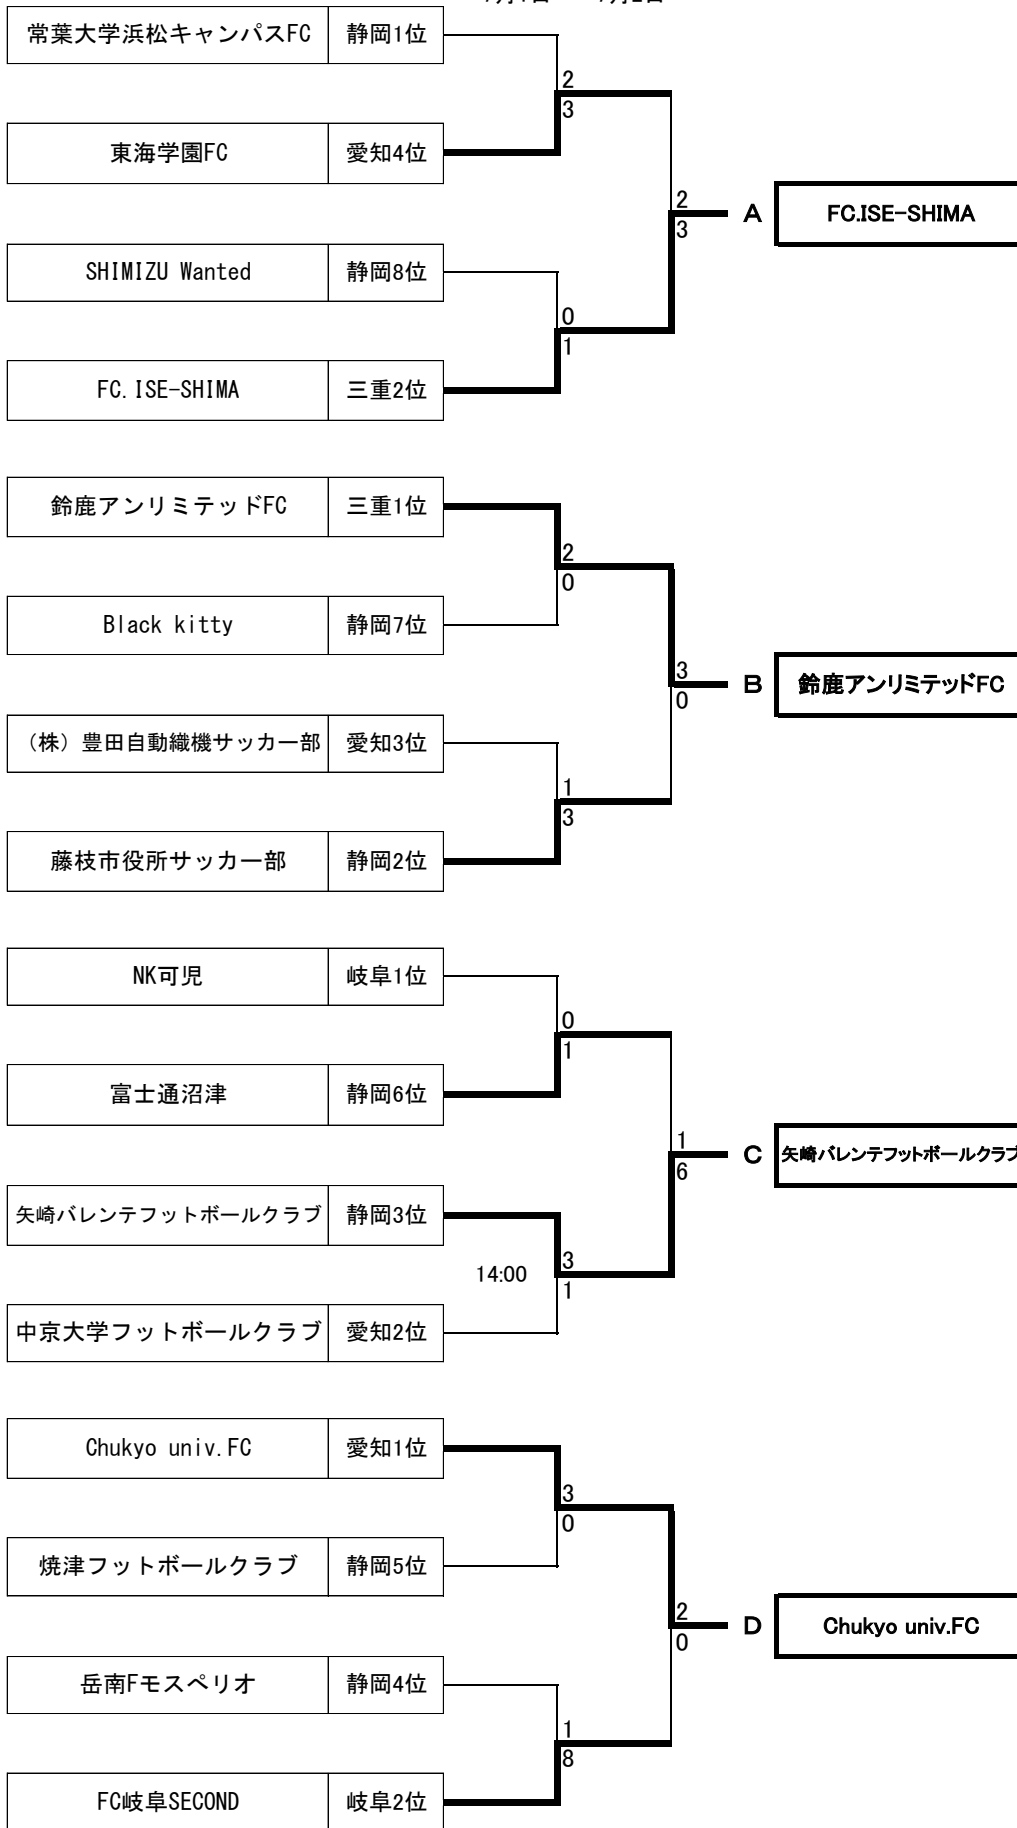 7月1日 7月2日
常葉大学浜松キャンパスFC 静岡1位
2
3
東海学園FC 愛知4位
2
3
A FC.ISE-SHIMA
SHIMIZU Wanted 静岡8位
0
1
FC.ISE-SHIMA 三重2位
鈴鹿アンリミテッドFC 三重1位
2
0
Black kitty 静岡7位
3
0
B 鈴鹿アンリミテッドFC
（株）豊田自動織機サッカー部 愛知3位
1
3
藤枝市役所サッカー部 静岡2位
NK可児 岐阜1位
0
1
富士通沼津 静岡6位
1
6
C 矢崎バレンテフットボールクラブ
矢崎バレンテフットボールクラブ 静岡3位
14:00
3
1
中京大学フットボールクラブ 愛知2位
Chukyo univ.FC 愛知1位
3
0
焼津フットボールクラブ 静岡5位
2
0
D Chukyo univ.FC
岳南Fモスペリオ 静岡4位
1
8
FC岐阜SECOND 岐阜2位